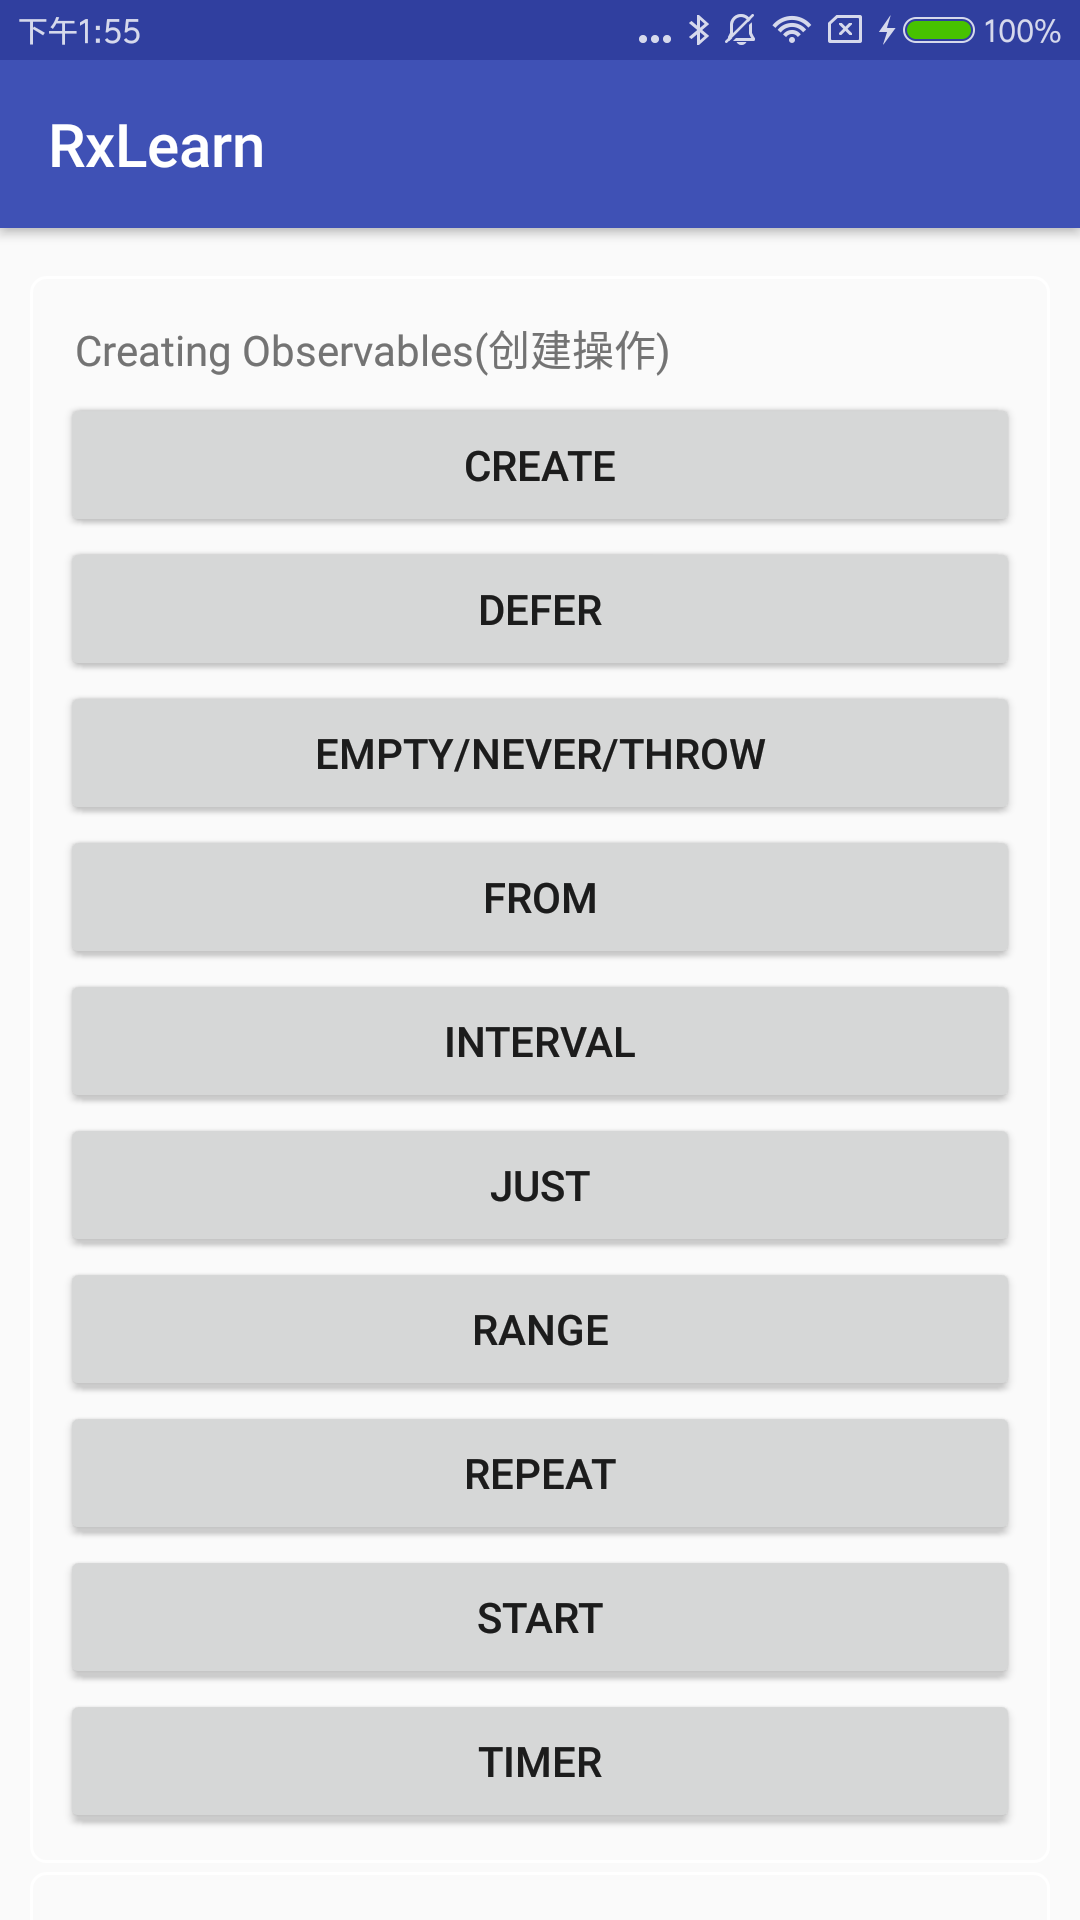 下午1:55
100%
RxLearn
Creating Observables(创建操作)
CREATE
DEFER
EMPTY/NEVER/THROW
FROM
INTERVAL
JUST
RANGE
REPEAT
START
TIMER